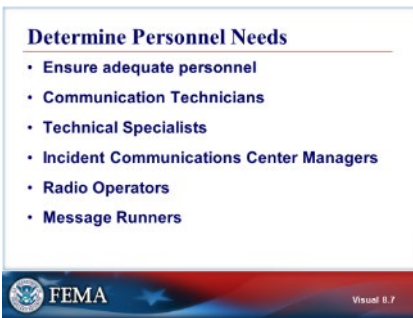 Determine Personnel Needs
• Ensure adequate personnel
• Communication Technicians
• Technical Specialists
• Incident Communications Center Managers
• Radio Operators
• Message Runners
FEMA
Visual 8.7